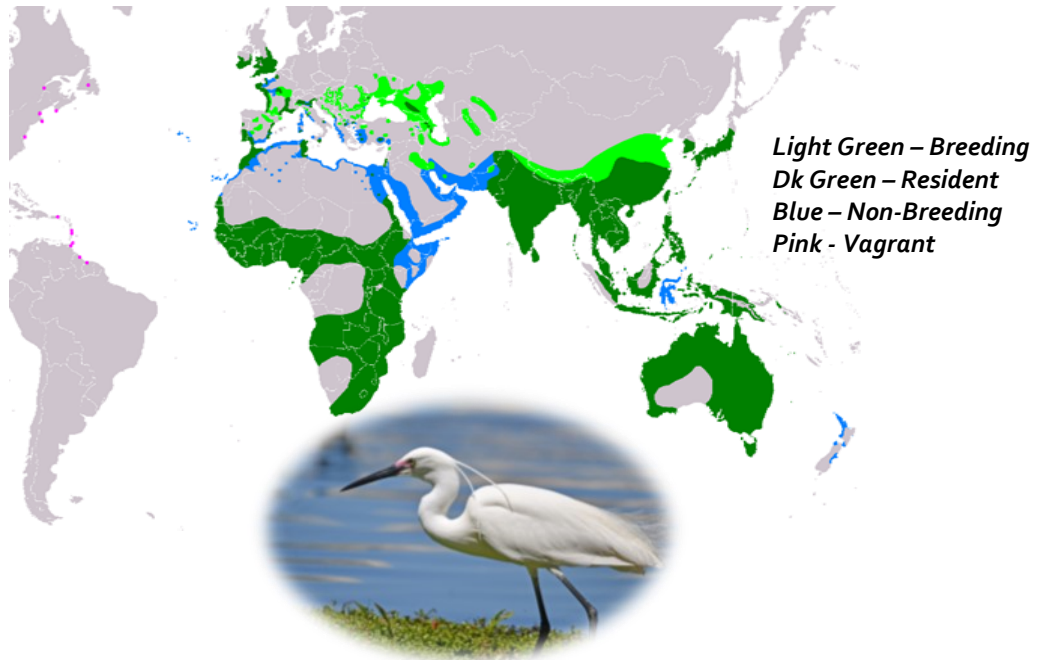 Light Green – Breeding
Dk Green – Resident
Blue – Non-Breeding
Pink - Vagrant